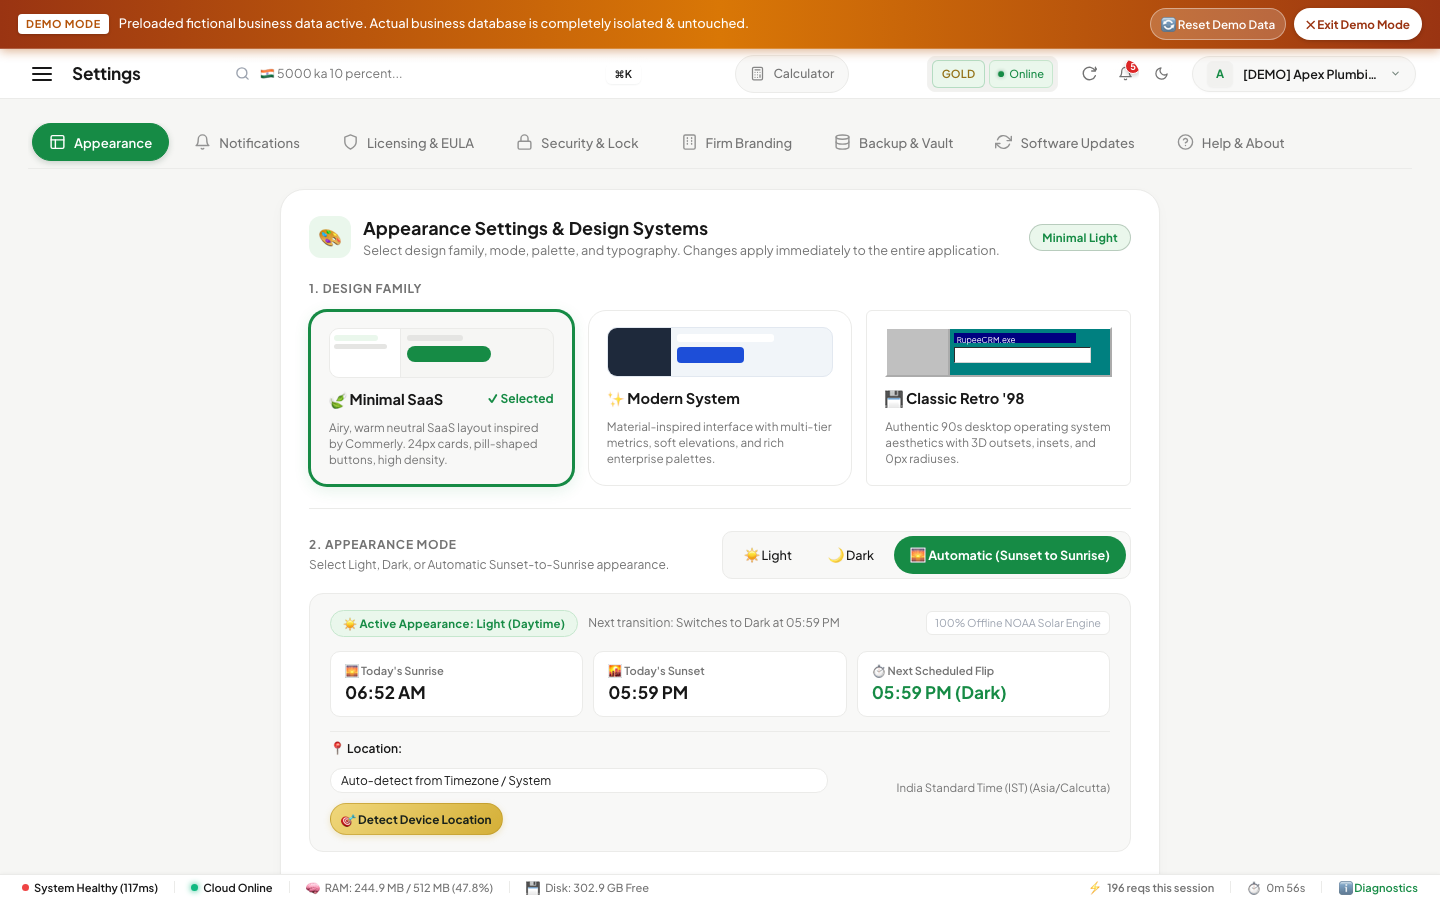 DEMO MODE Preloaded fictional business data active. Actual business database is completely isolated & untouched. 🔄 Reset Demo Data ✕ Exit Demo Mode
Settings 🇮🇳 5000 ka 10 percent... ⌘K Calculator GOLD Online 5 A [DEMO] Apex Plumbi...
Appearance Notifications Licensing & EULA Security & Lock Firm Branding Backup & Vault Software Updates Help & About
Appearance Settings & Design Systems
Select design family, mode, palette, and typography. Changes apply immediately to the entire application.
Minimal Light
1. DESIGN FAMILY
🍃 Minimal SaaS ✓ Selected
Airy, warm neutral SaaS layout inspired
by Commerly. 24px cards, pill-shaped
buttons, high density.
✨ Modern System
Material-inspired interface with multi-tier
metrics, soft elevations, and rich
enterprise palettes.
RupeeCRM.exe
💾 Classic Retro '98
Authentic 90s desktop operating system
aesthetics with 3D outsets, insets, and
0px radiuses.
2. APPEARANCE MODE
Select Light, Dark, or Automatic Sunset-to-Sunrise appearance.
☀️ Light 🌙 Dark 🌅 Automatic (Sunset to Sunrise)
☀️ Active Appearance: Light (Daytime) Next transition: Switches to Dark at 05:59 PM 100% Offline NOAA Solar Engine
🌅 Today's Sunrise
06:52 AM
🌇 Today's Sunset
05:59 PM
⏱️ Next Scheduled Flip
05:59 PM (Dark)
📍 Location:
Auto-detect from Timezone / System
India Standard Time (IST) (Asia/Calcutta)
🎯 Detect Device Location
System Healthy (117ms) Cloud Online 🧠 RAM: 244.9 MB / 512 MB (47.8%) 💾 Disk: 302.9 GB Free ⚡ 196 reqs this session ⏱️ 0m 56s ℹ️ Diagnostics